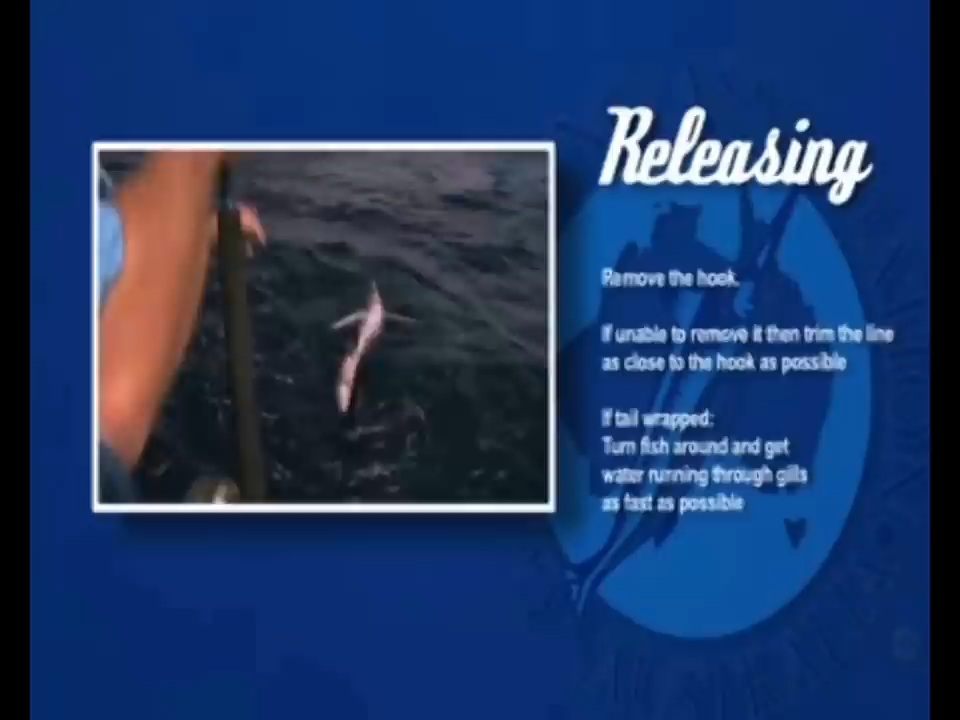 Releasing
Remove the hook.
If unable to remove it then trim the line
as close to the hook as possible
If tail wrapped:
Turn fish around and get
water running through gills
as fast as possible